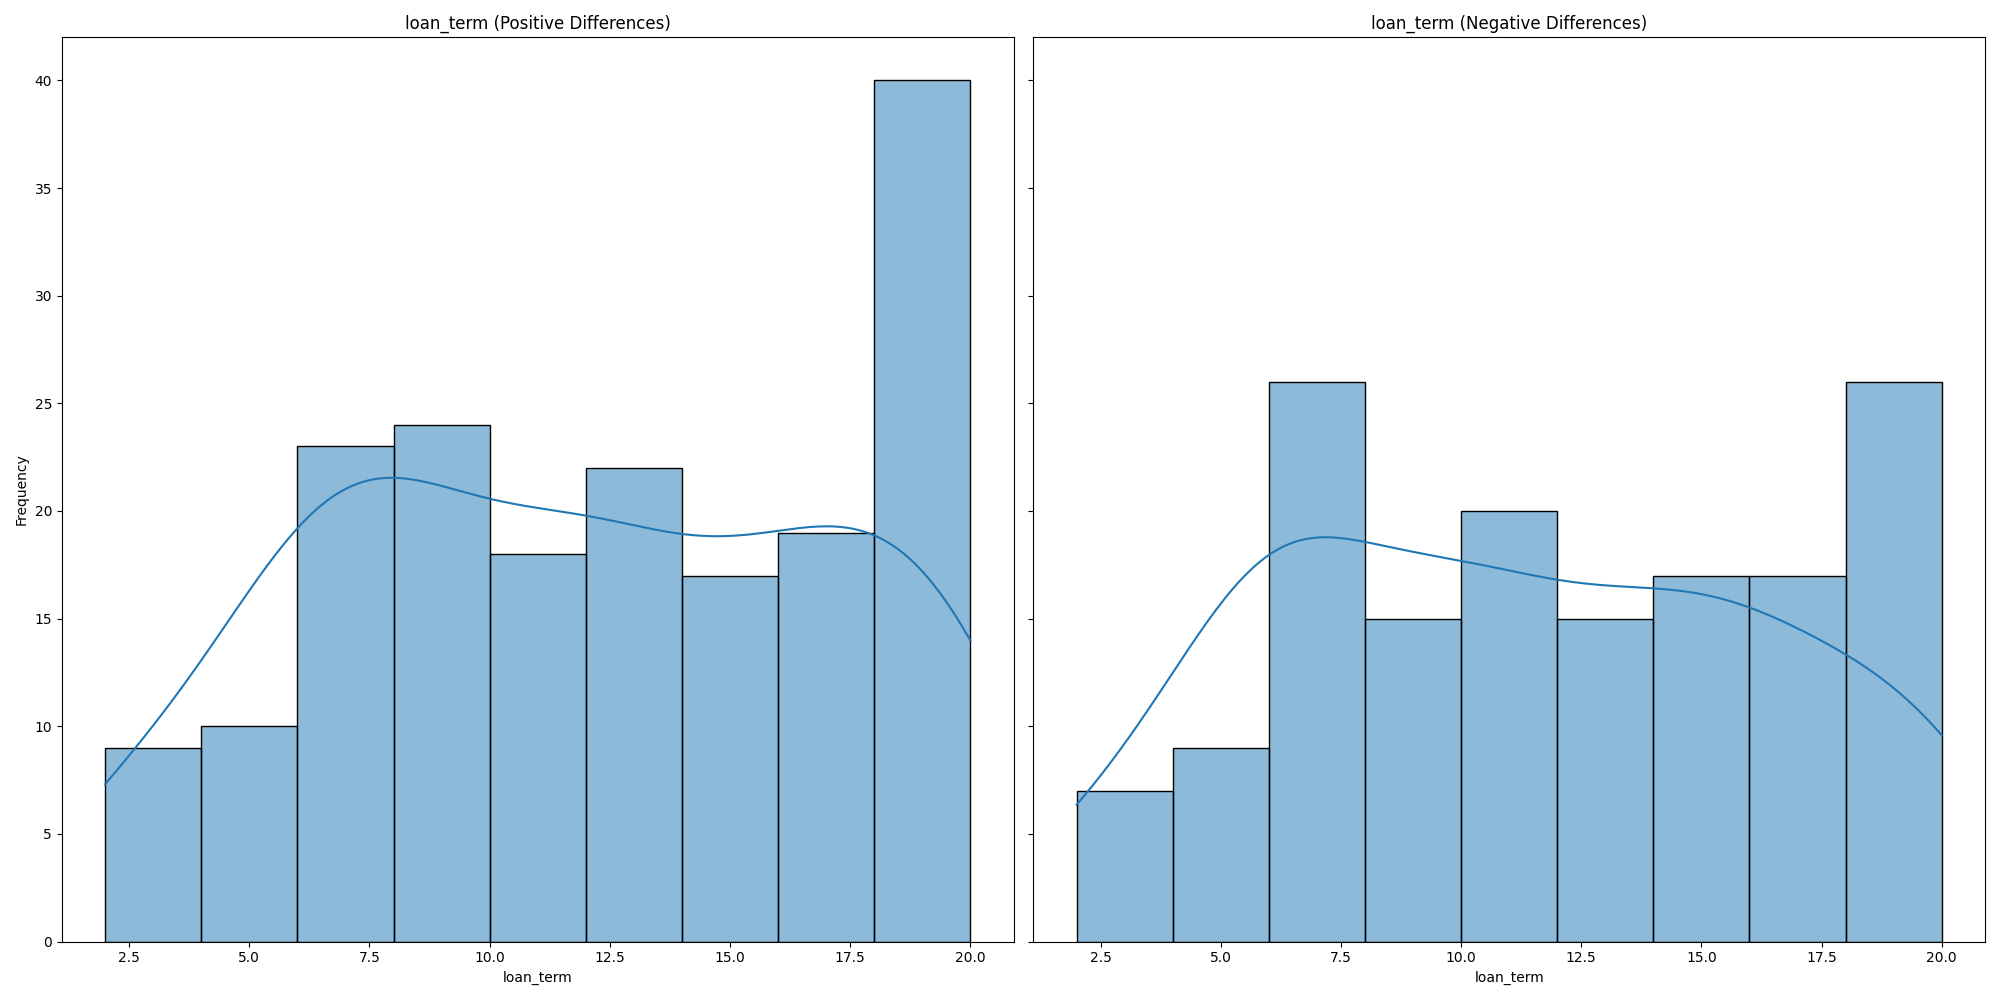 loan_term (Positive Differences)
Frequency
40
35
30
25
20
15
10
5
0
2.5 5.0 7.5 10.0 12.5 15.0 17.5 20.0
loan_term
loan_term (Negative Differences)
2.5 5.0 7.5 10.0 12.5 15.0 17.5 20.0
loan_term